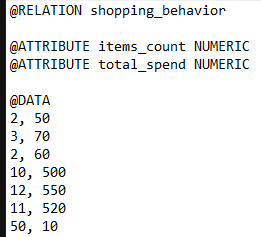 @RELATION shopping_behavior
@ATTRIBUTE items_count NUMERIC
@ATTRIBUTE total_spend NUMERIC
@DATA
2, 50
3, 70
2, 60
10, 500
12, 550
11, 520
50, 10